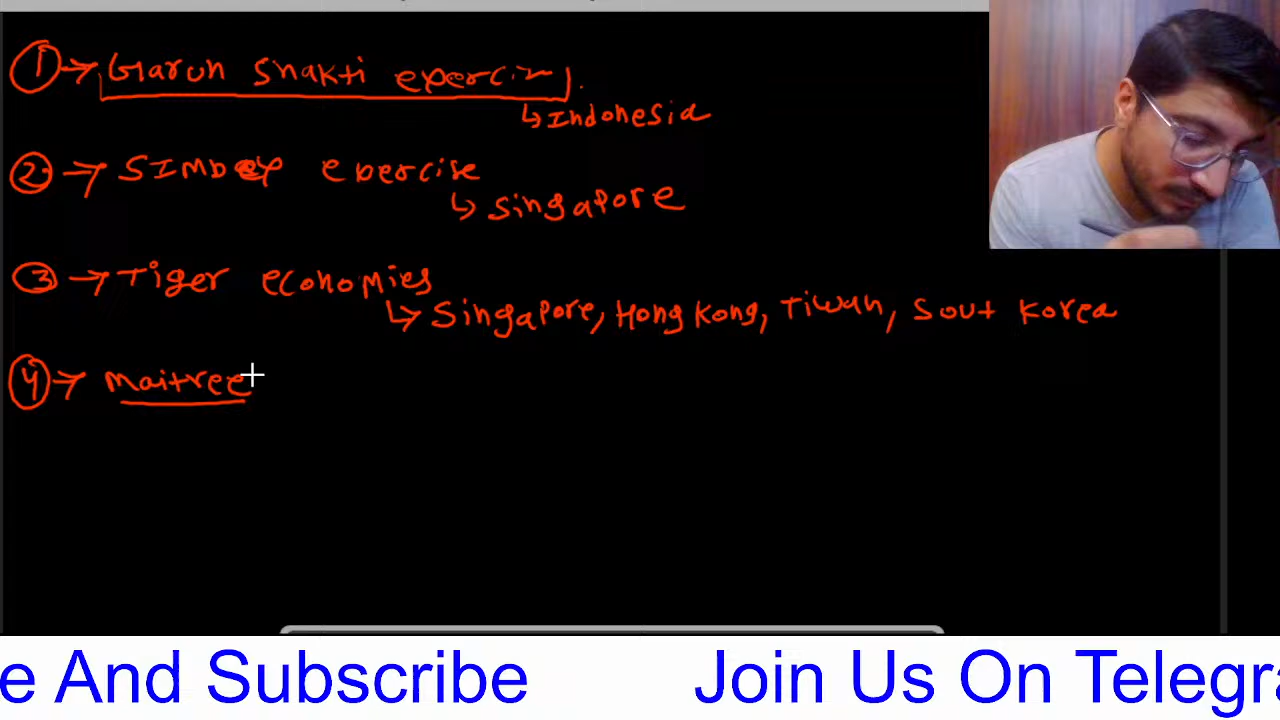 ① → Garun Shakti exercise.
↳ Indonesia
② → SIMBEX exercise
↳ Singapore
③ → Tiger economies
↳ Singapore, Hong Kong, Tiwan, Sout Korea
④ → Maitree
e And Subscribe Join Us On Telegra